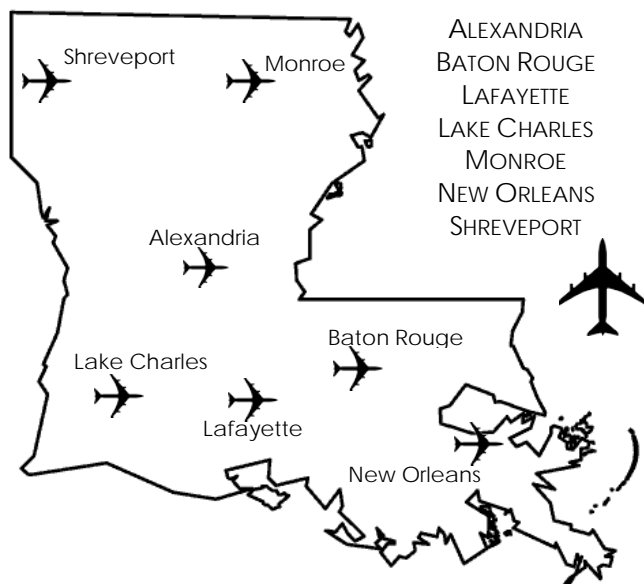 Shreveport
Monroe
ALEXANDRIA
BATON ROUGE
LAFAYETTE
LAKE CHARLES
MONROE
NEW ORLEANS
SHREVEPORT
Alexandria
Baton Rouge
Lake Charles
Lafayette
New Orleans